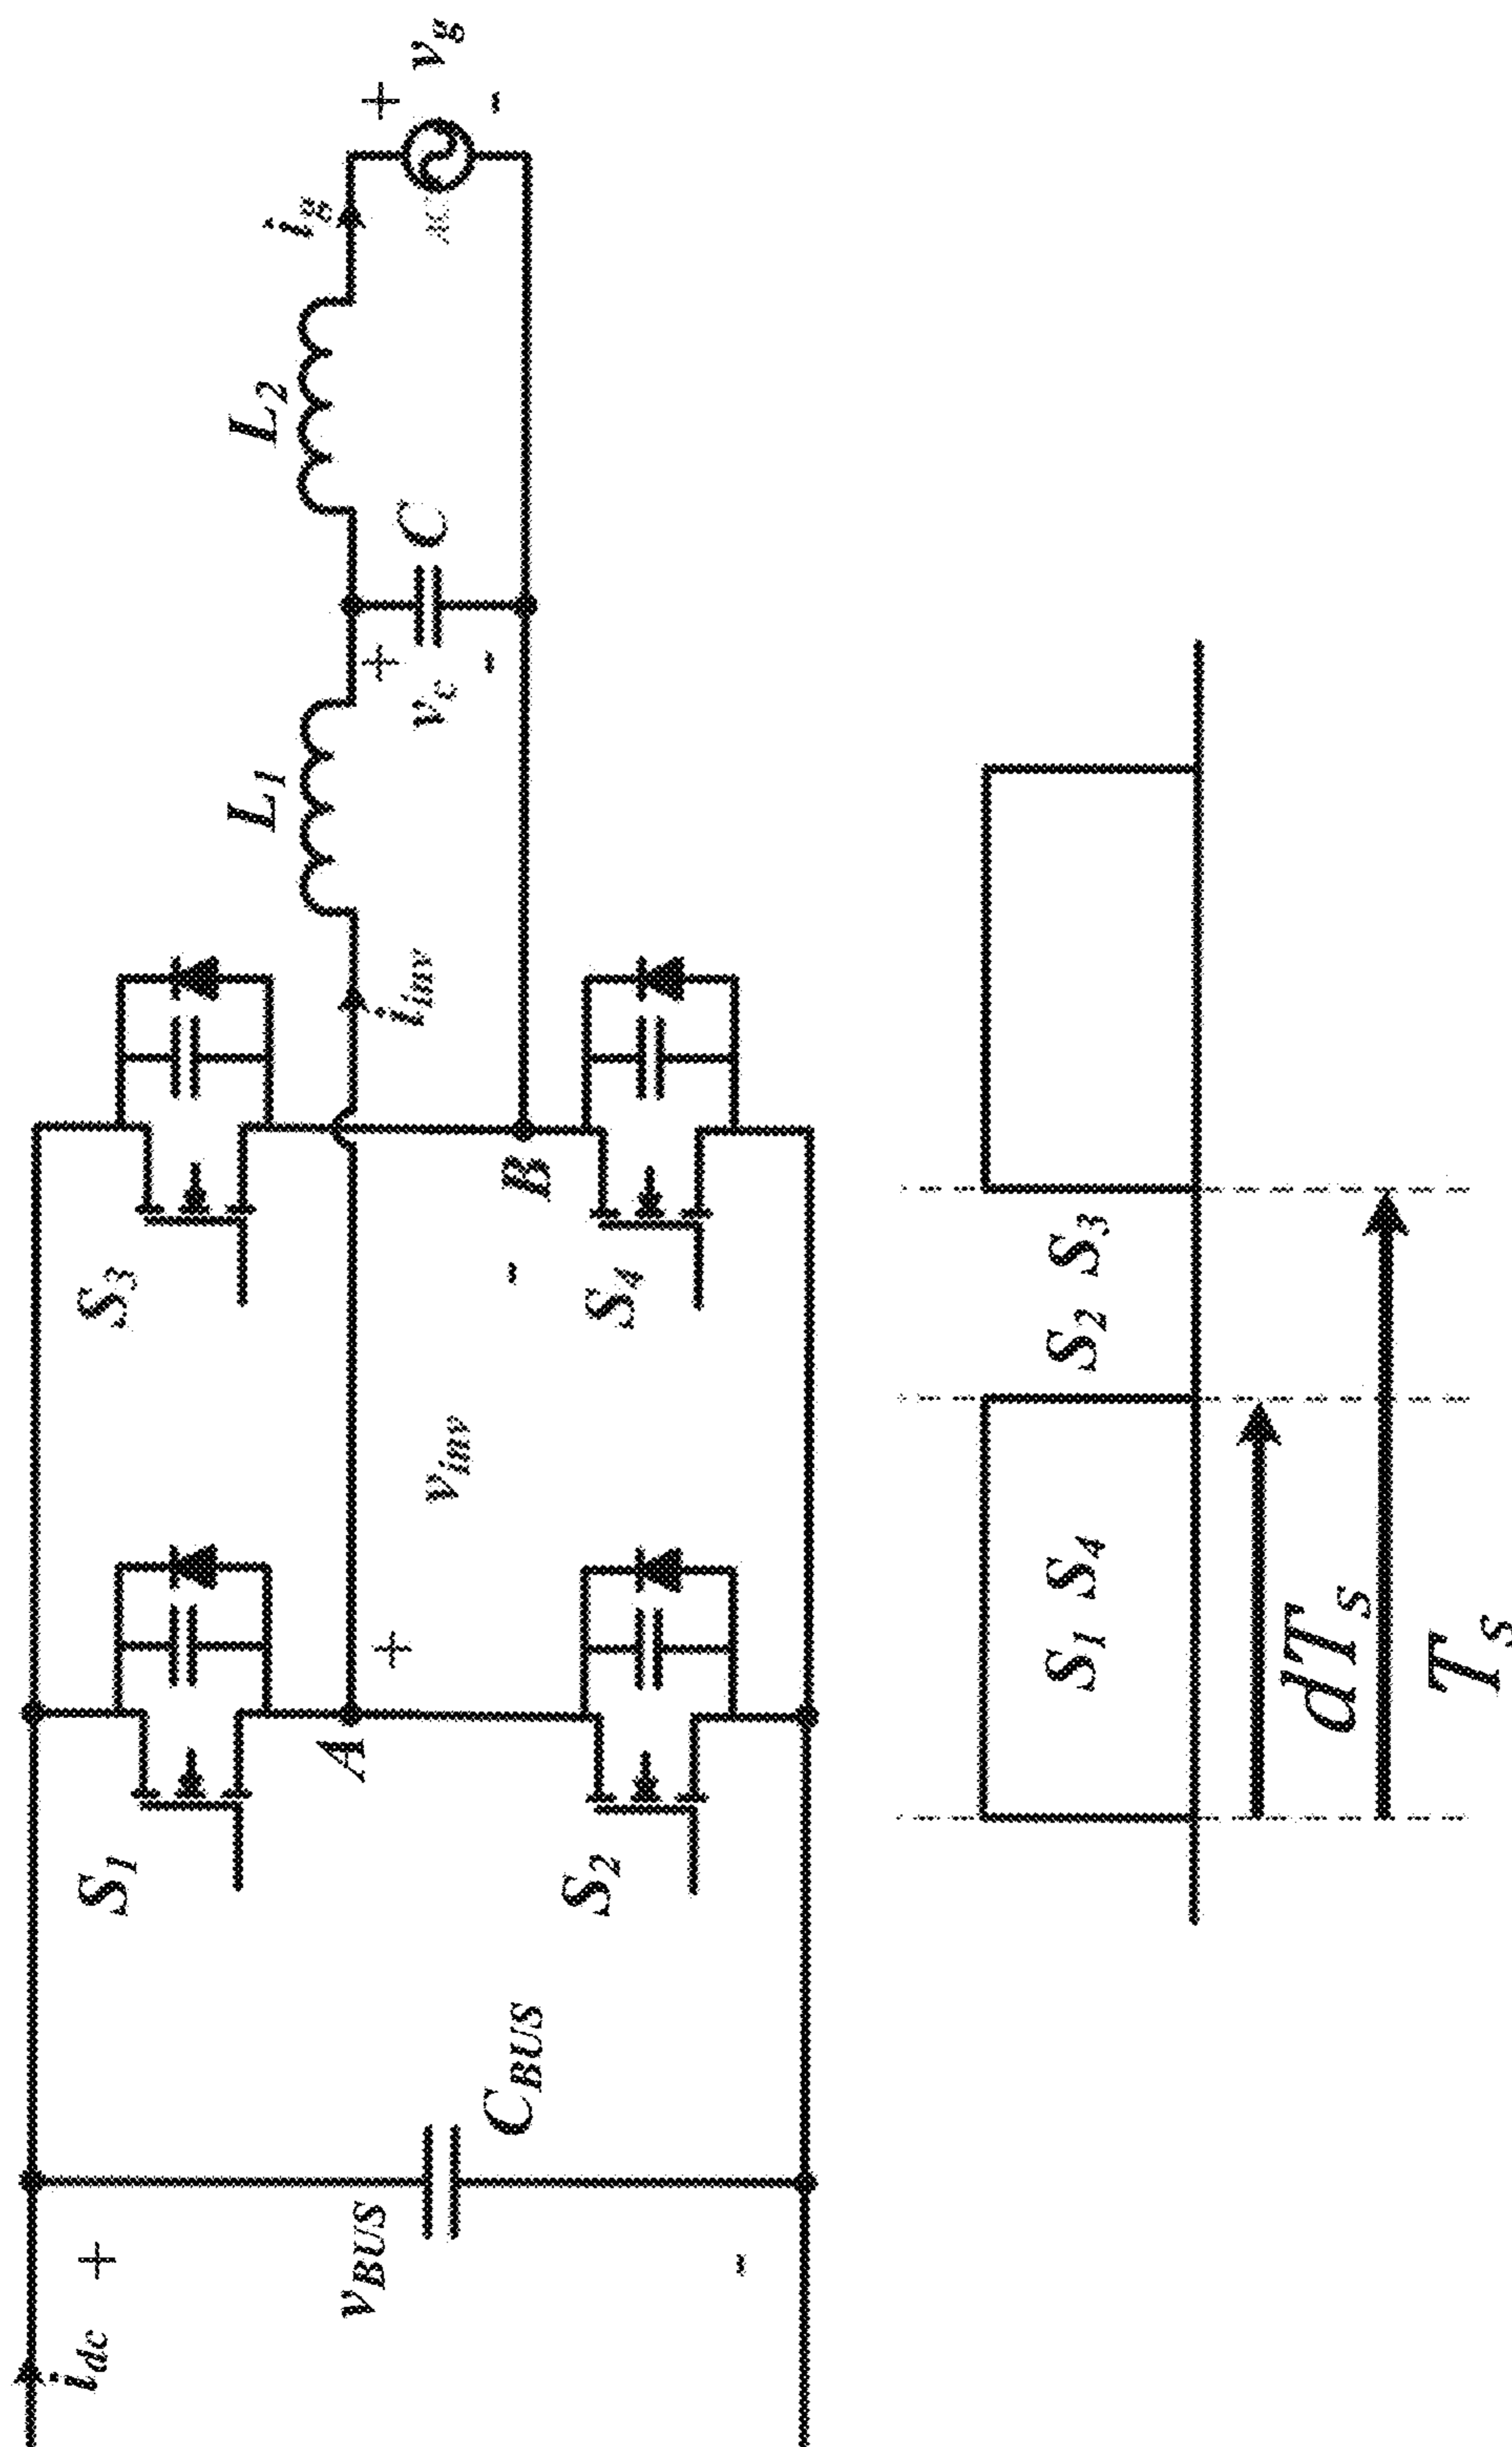 i_dc
+
v_BUS
-
C_BUS
S_1
S_2
A
+
v_inv
-
B
S_3
S_4
i_inv
L_1
+
v_c
-
C
L_2
i_g
AC
+
v_g
-
S_1 S_4
S_2 S_3
dT_s
T_s